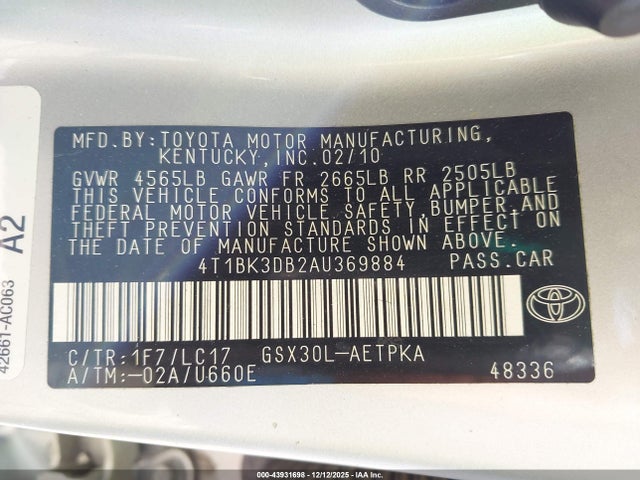 MFD.BY:TOYOTA MOTOR MANUFACTURING,
KENTUCKY,INC.02/10
GVWR 4565LB GAWR FR 2665LB RR 2505LB
THIS VEHICLE CONFORMS TO ALL APPLICABLE
FEDERAL MOTOR VEHICLE SAFETY,BUMPER,AND
THEFT PREVENTION STANDARDS IN EFFECT ON
THE DATE OF MANUFACTURE SHOWN ABOVE.
4T1BK3DB2AU369884 PASS.CAR
C/TR:1F7/LC17 GSX30L-AETPKA
A/TM:-02A/U660E 48336
42661-AC063 A2
000-43931698 - 12/12/2025 - IAA Inc.